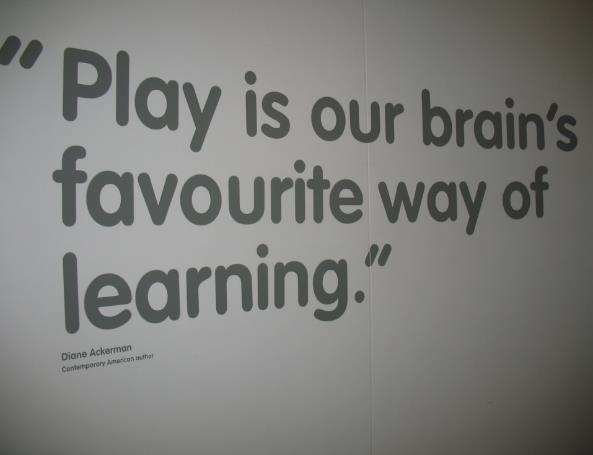 “Play is our brain’s
favourite way of
learning.”
Diane Ackerman
Contemporary American author